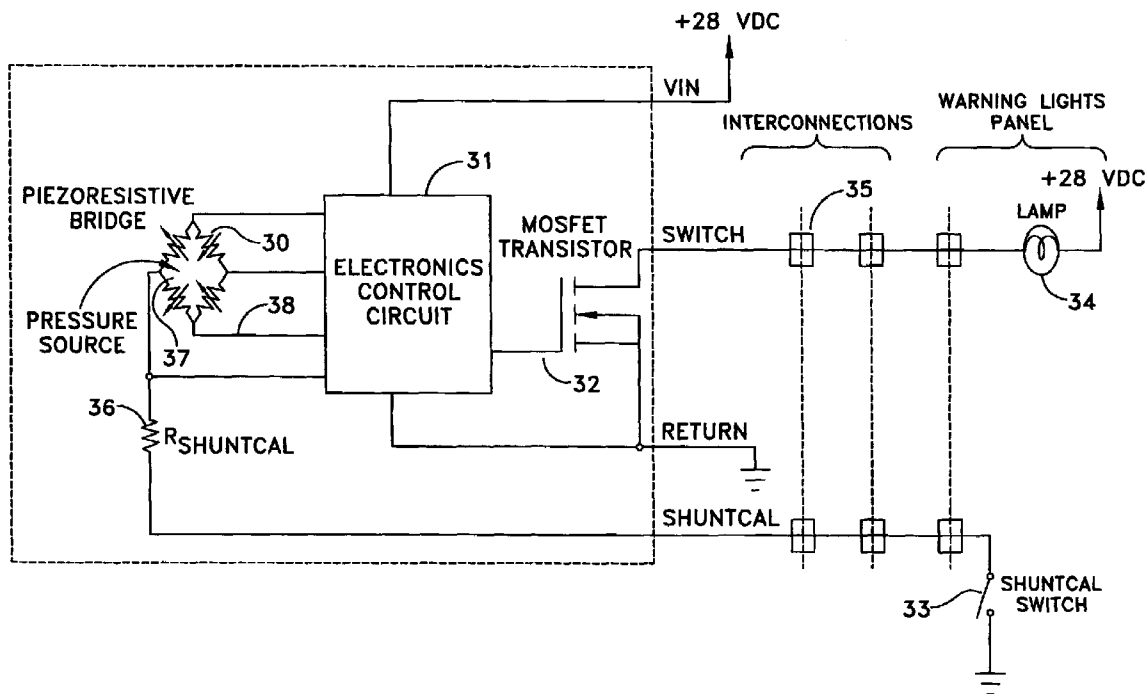 +28 VDC
VIN
INTERCONNECTIONS
WARNING LIGHTS
PANEL
31
35
+28 VDC
PIEZORESISTIVE
BRIDGE
30
MOSFET
TRANSISTOR
SWITCH
LAMP
ELECTRONICS
CONTROL
CIRCUIT
34
38
PRESSURE
SOURCE
37
32
36
RSHUNTCAL
RETURN
SHUNTCAL
33
SHUNTCAL
SWITCH